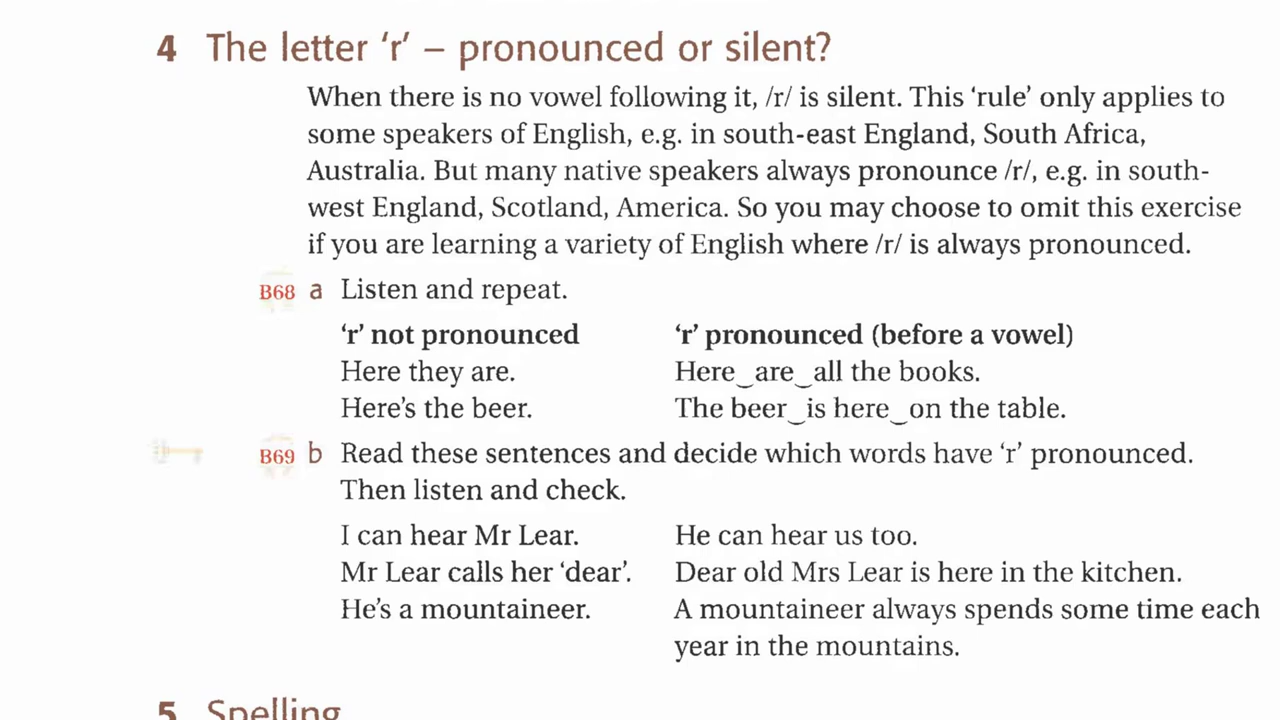 4 The letter ‘r’ – pronounced or silent?
When there is no vowel following it, /r/ is silent. This ‘rule’ only applies to
some speakers of English, e.g. in south-east England, South Africa,
Australia. But many native speakers always pronounce /r/, e.g. in south-
west England, Scotland, America. So you may choose to omit this exercise
if you are learning a variety of English where /r/ is always pronounced.
B68 a Listen and repeat.
‘r’ not pronounced ‘r’ pronounced (before a vowel)
Here they are. Here‿are‿all the books.
Here’s the beer. The beer‿is here‿on the table.
B69 b Read these sentences and decide which words have ‘r’ pronounced.
Then listen and check.
I can hear Mr Lear. He can hear us too.
Mr Lear calls her ‘dear’. Dear old Mrs Lear is here in the kitchen.
He’s a mountaineer. A mountaineer always spends some time each
year in the mountains.
5 Spelling